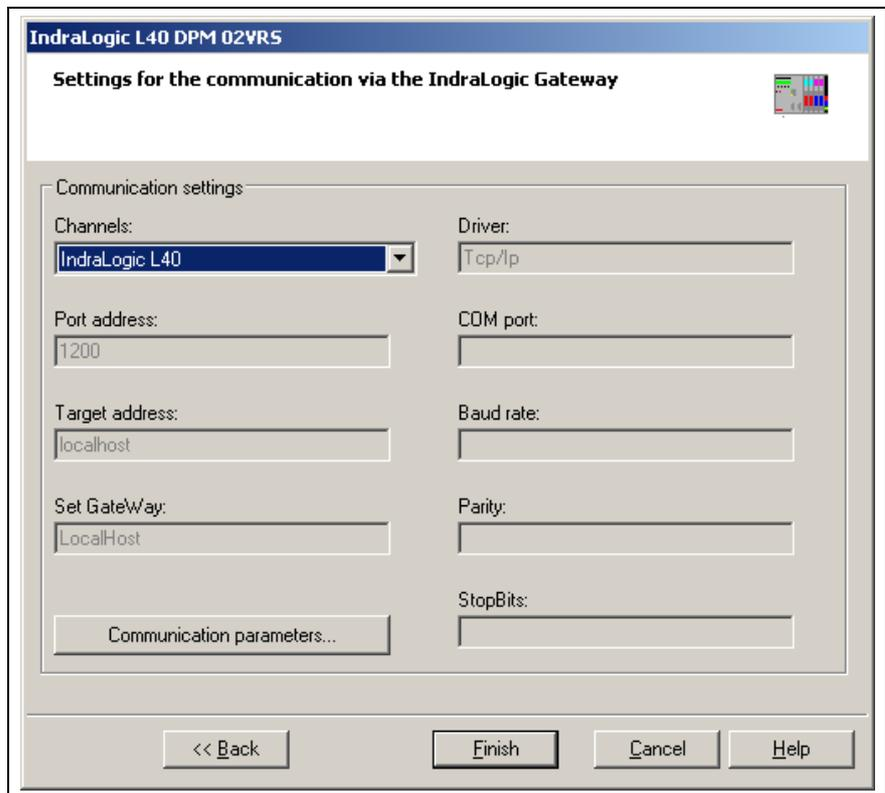 IndraLogic L40 DPM 02VRS
Settings for the communication via the IndraLogic Gateway
Communication settings
Channels:
IndraLogic L40
Driver:
Tcp/Ip
Port address:
1200
COM port:
Target address:
localhost
Baud rate:
Set GateWay:
LocalHost
Parity:
Communication parameters...
StopBits:
<< Back
Finish
Cancel
Help